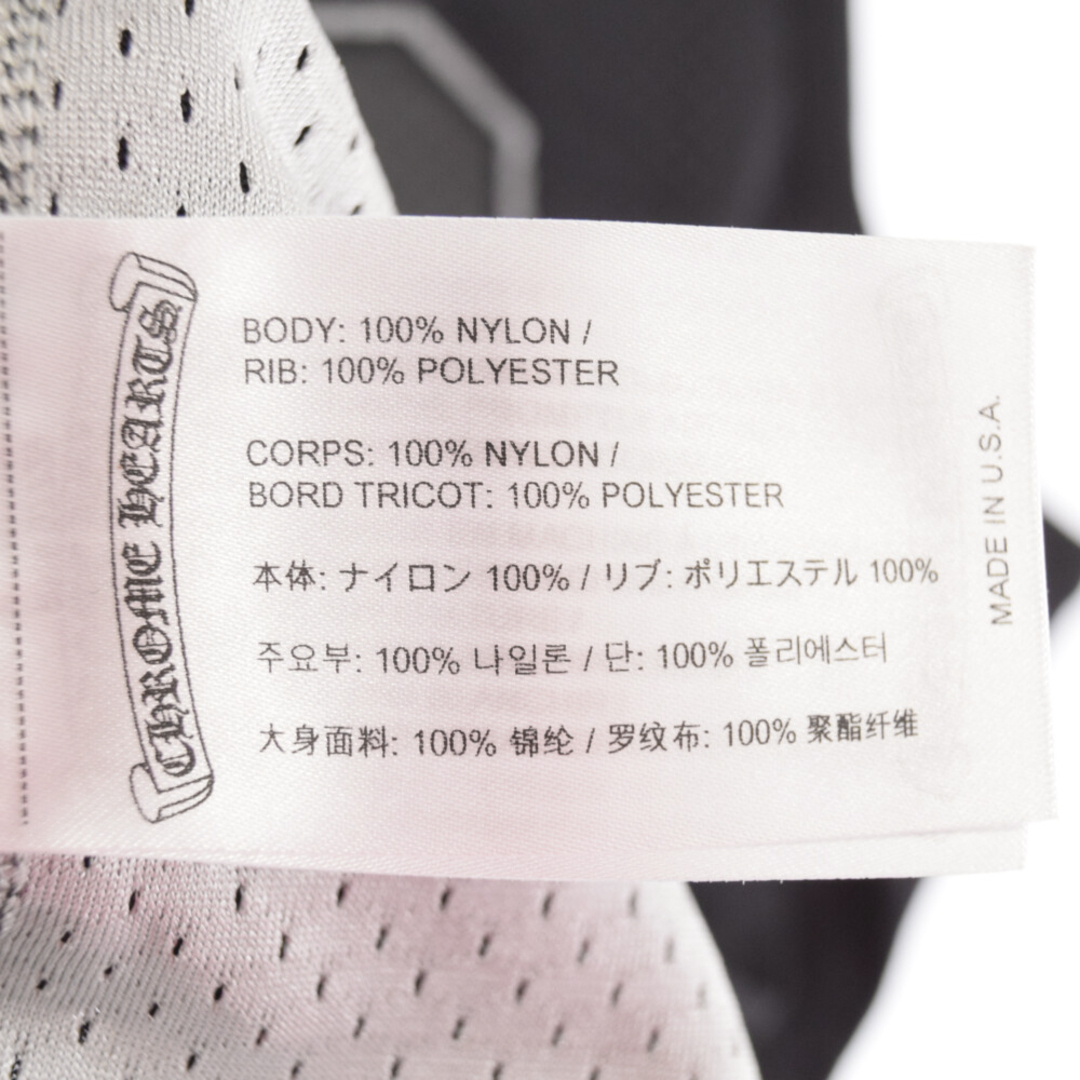 CHROME HEARTS
BODY: 100% NYLON /
RIB: 100% POLYESTER
CORPS: 100% NYLON /
BORD TRICOT: 100% POLYESTER
本体: ナイロン 100% / リブ: ポリエステル 100%
주요부: 100% 나일론 / 단: 100% 폴리에스터
大身面料: 100% 锦纶 / 罗纹布: 100% 聚酯纤维
MADE IN U.S.A.